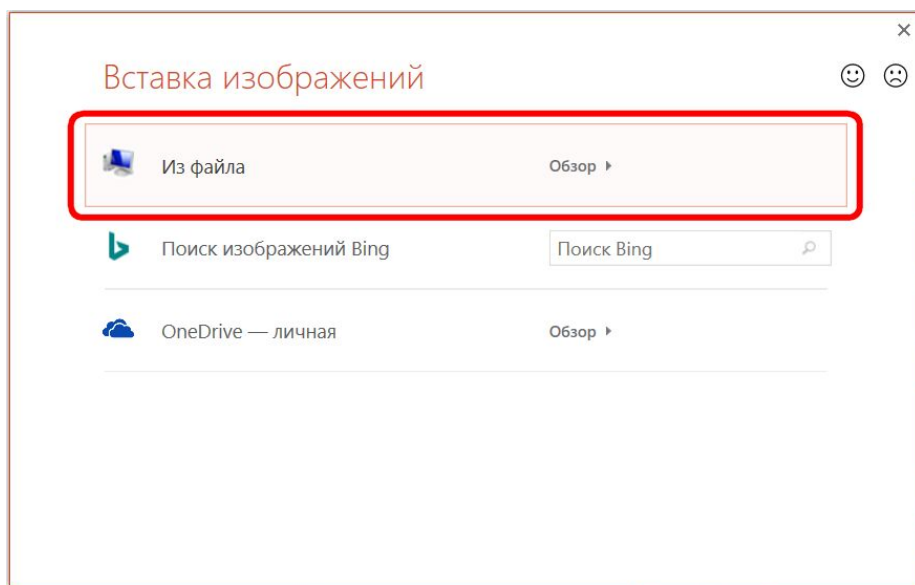 Вставка изображений
Из файла
Обзор
Поиск изображений Bing
Поиск Bing
OneDrive — личная
Обзор